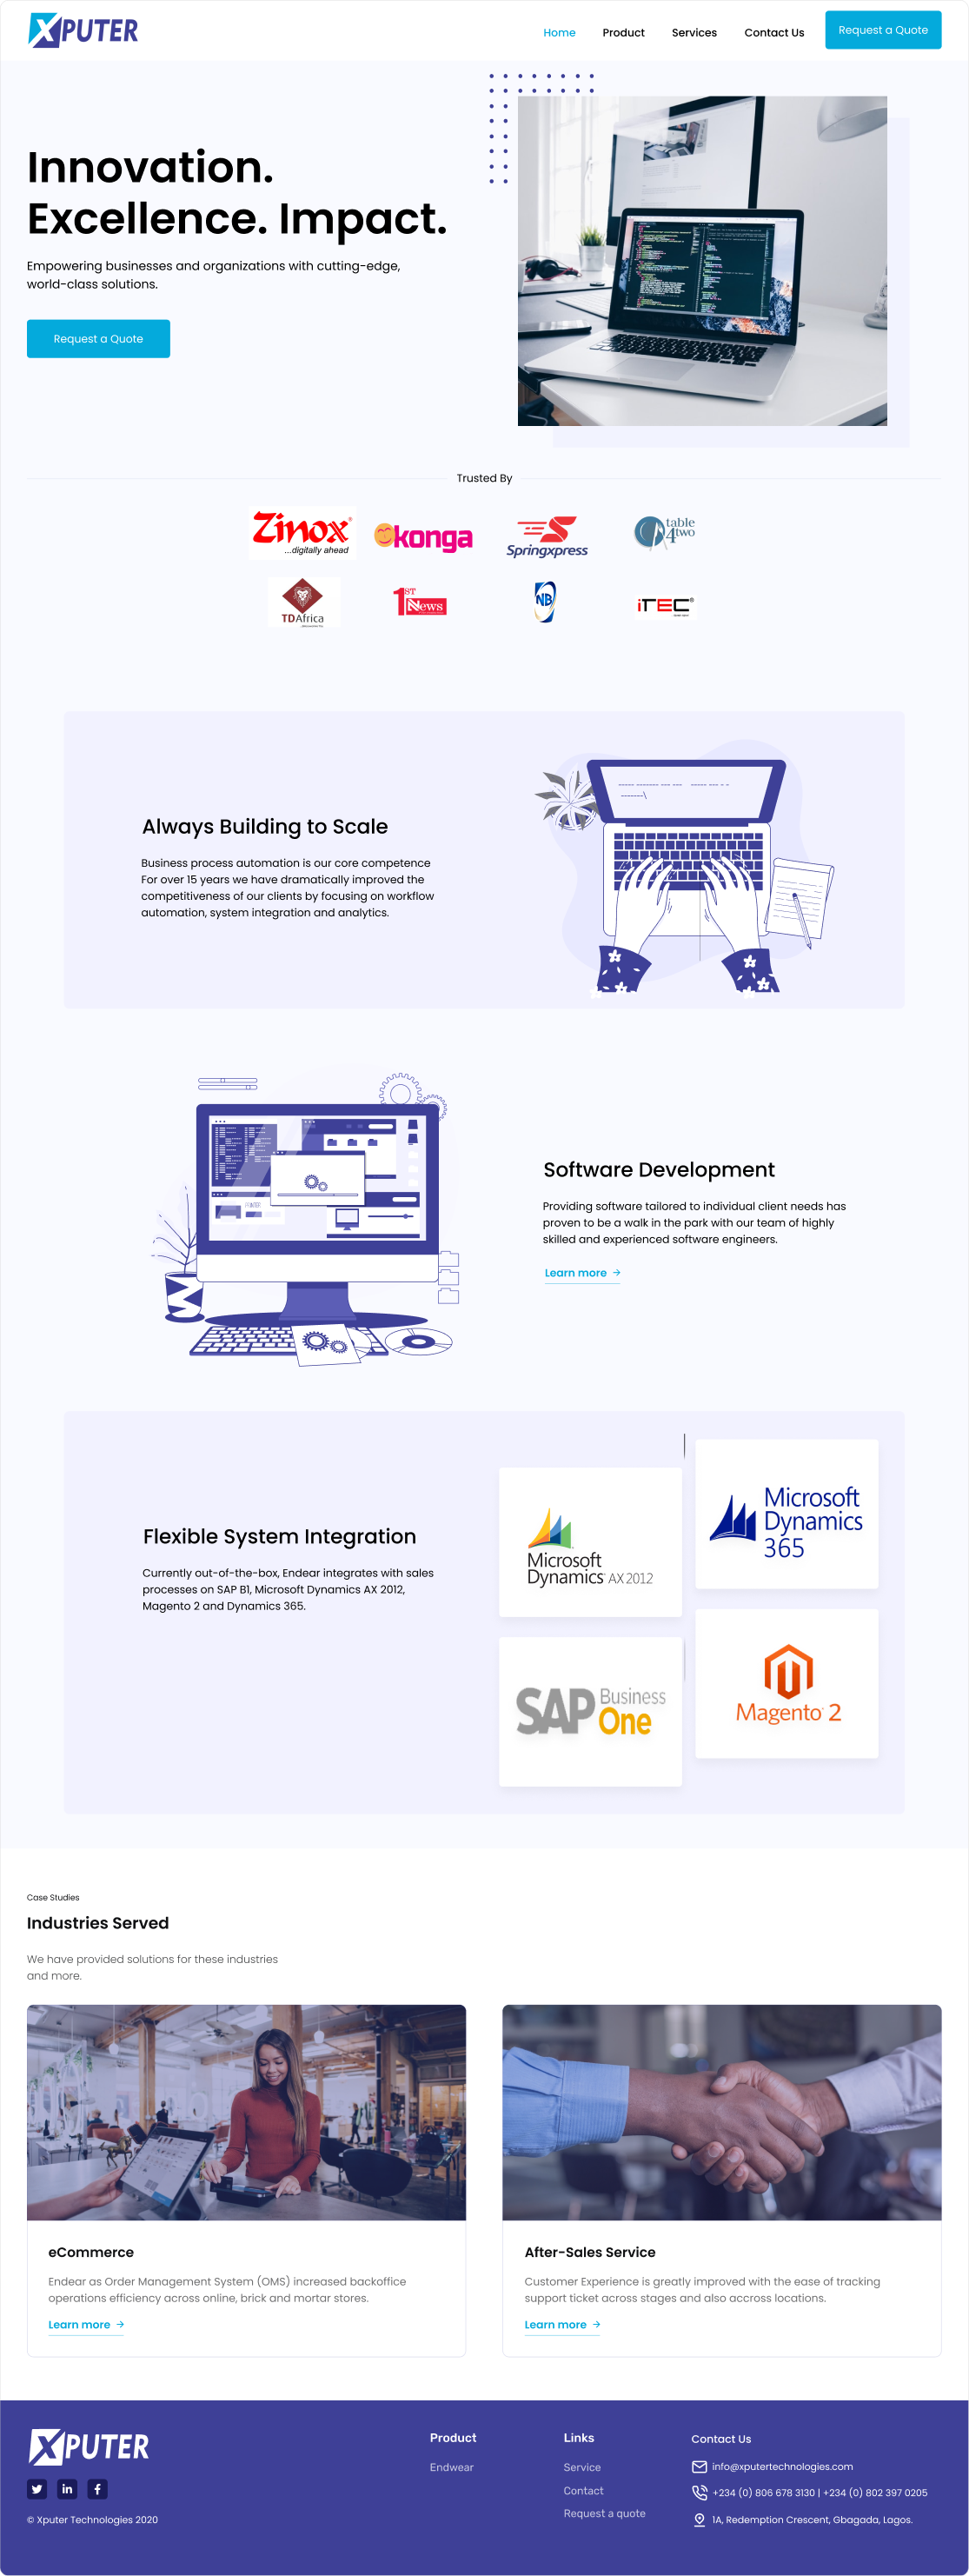 XPUTER
Home Product Services Contact Us Request a Quote
Innovation.
Excellence. Impact.
Empowering businesses and organizations with cutting-edge,
world-class solutions.
Request a Quote
Trusted By
Zinox
...digitally ahead
konga
Springxpress
table
4two
TDAfrica
1ST
News
NB
iTEC
Always Building to Scale
Business process automation is our core competence
For over 15 years we have dramatically improved the
competitiveness of our clients by focusing on workflow
automation, system integration and analytics.
Software Development
Providing software tailored to individual client needs has
proven to be a walk in the park with our team of highly
skilled and experienced software engineers.
Learn more →
Flexible System Integration
Currently out-of-the-box, Endear integrates with sales
processes on SAP B1, Microsoft Dynamics AX 2012,
Magento 2 and Dynamics 365.
Microsoft
Dynamics AX 2012
Microsoft
Dynamics
365
SAP Business
One
Magento 2
Case Studies
Industries Served
We have provided solutions for these industries
and more.
eCommerce
Endear as Order Management System (OMS) increased backoffice
operations efficiency across online, brick and mortar stores.
Learn more →
After-Sales Service
Customer Experience is greatly improved with the ease of tracking
support ticket across stages and also accross locations.
Learn more →
XPUTER
© Xputer Technologies 2020
Product
Endwear
Links
Service
Contact
Request a quote
Contact Us
info@xputertechnologies.com
+234 (0) 806 678 3130 | +234 (0) 802 397 0205
1A, Redemption Crescent, Gbagada, Lagos.